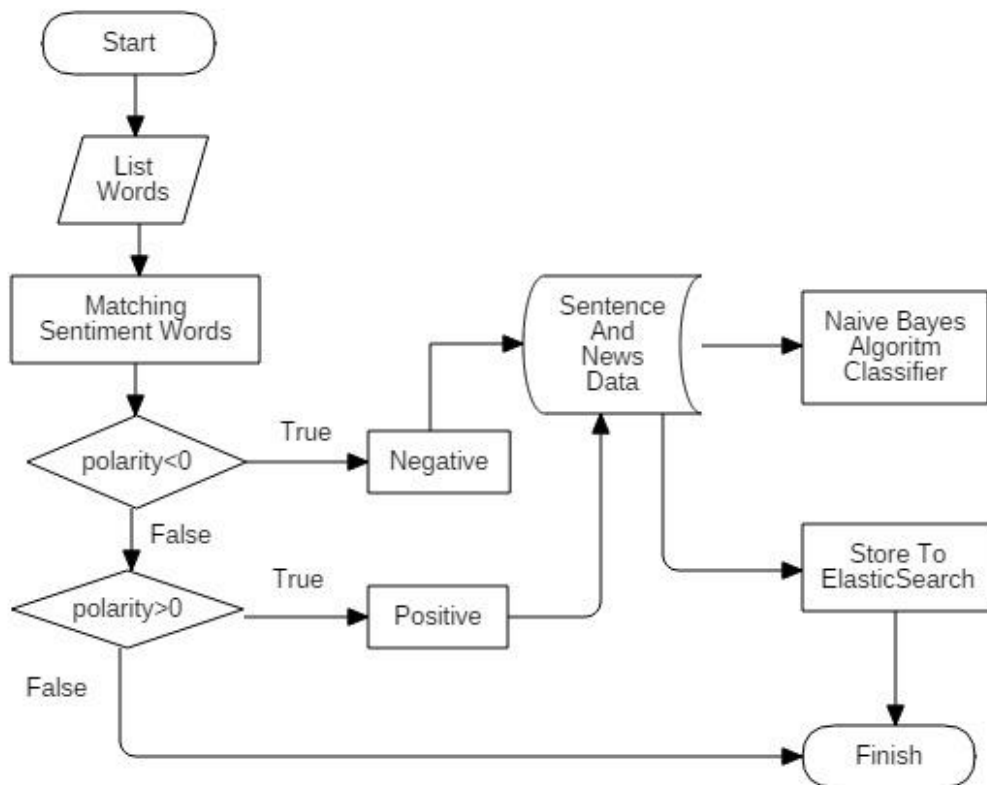 Start
List
Words
Matching
Sentiment Words
polarity<0
True
Negative
False
polarity>0
True
Positive
False
Sentence
And
News
Data
Naive Bayes
Algoritm
Classifier
Store To
ElasticSearch
Finish